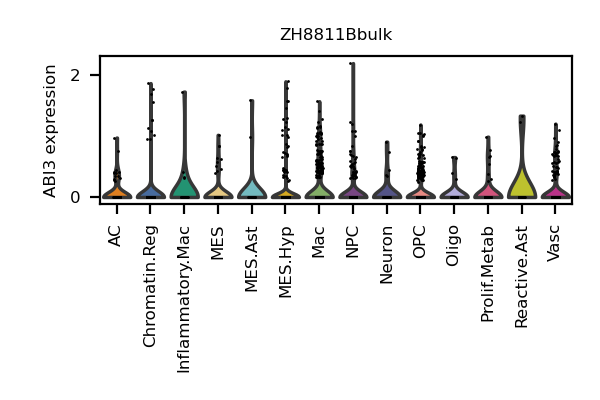 ZH8811Bbulk
ABI3 expression
2
0
AC
Chromatin.Reg
Inflammatory.Mac
MES
MES.Ast
MES.Hyp
Mac
NPC
Neuron
OPC
Oligo
Prolif.Metab
Reactive.Ast
Vasc